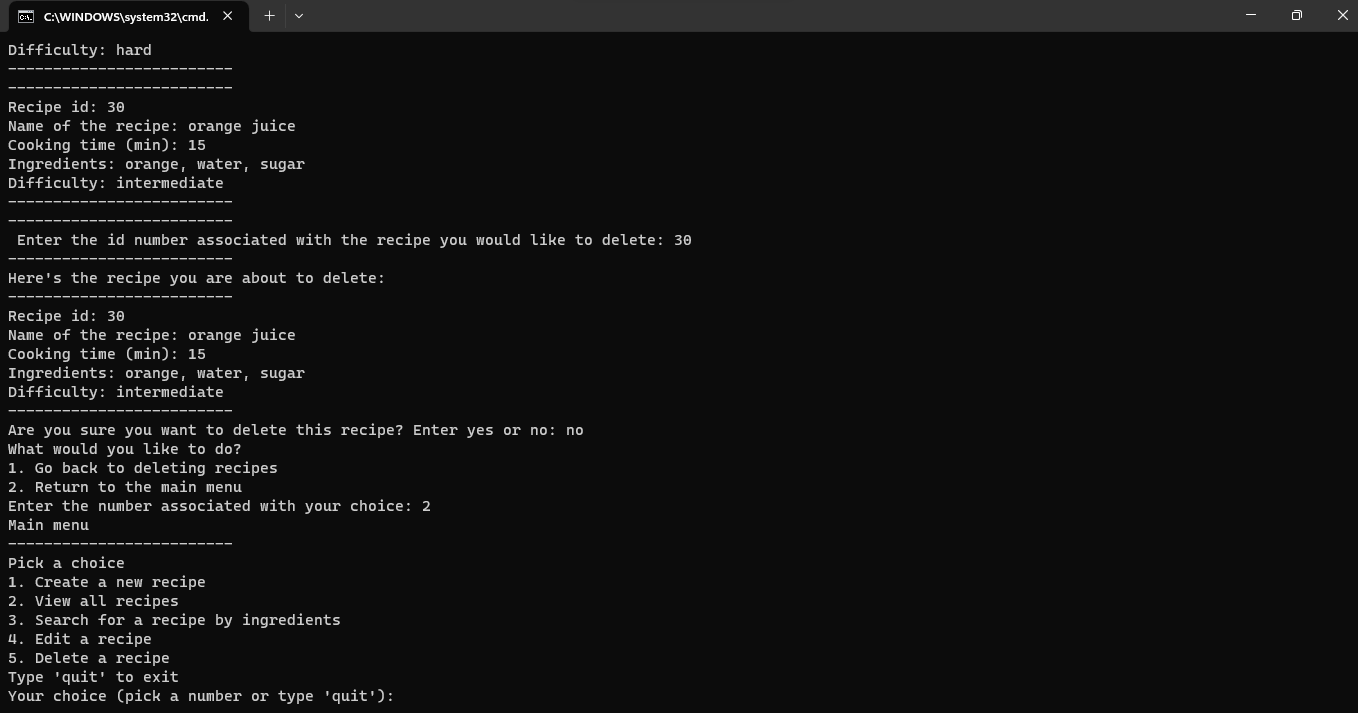 C:\WINDOWS\system32\cmd.
Difficulty: hard
-------------------------
-------------------------
Recipe id: 30
Name of the recipe: orange juice
Cooking time (min): 15
Ingredients: orange, water, sugar
Difficulty: intermediate
-------------------------
-------------------------
 Enter the id number associated with the recipe you would like to delete: 30
-------------------------
Here's the recipe you are about to delete:
-------------------------
Recipe id: 30
Name of the recipe: orange juice
Cooking time (min): 15
Ingredients: orange, water, sugar
Difficulty: intermediate
-------------------------
Are you sure you want to delete this recipe? Enter yes or no: no
What would you like to do?
1. Go back to deleting recipes
2. Return to the main menu
Enter the number associated with your choice: 2
Main menu
-------------------------
Pick a choice
1. Create a new recipe
2. View all recipes
3. Search for a recipe by ingredients
4. Edit a recipe
5. Delete a recipe
Type 'quit' to exit
Your choice (pick a number or type 'quit'):